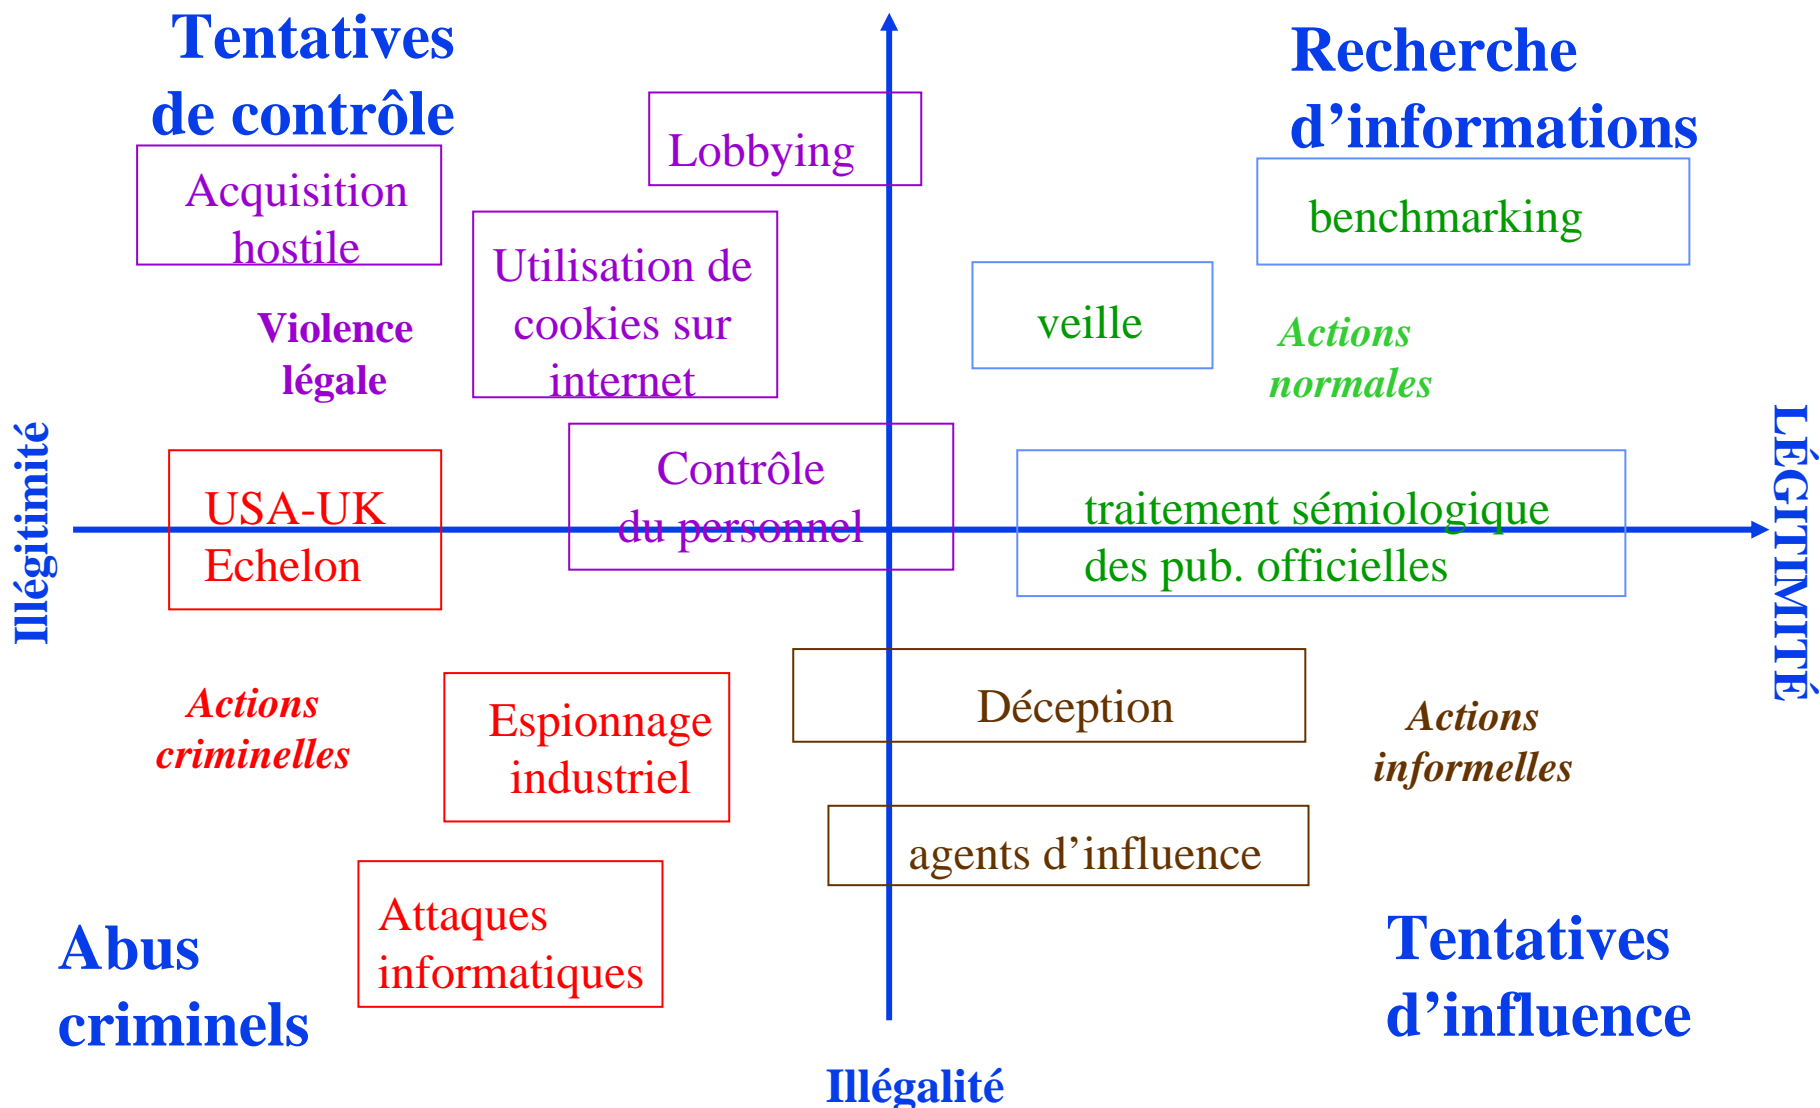 Tentatives
de contrôle
Recherche
d’informations
Lobbying
Acquisition
hostile
benchmarking
Utilisation de
cookies sur
internet
veille
Violence
légale
Actions
normales
Illégitimité
LÉGITIMITÉ
Contrôle
du personnel
USA-UK
Echelon
traitement sémiologique
des pub. officielles
Actions
criminelles
Espionnage
industriel
Déception
Actions
informelles
agents d’influence
Attaques
informatiques
Abus
criminels
Tentatives
d’influence
Illégalité